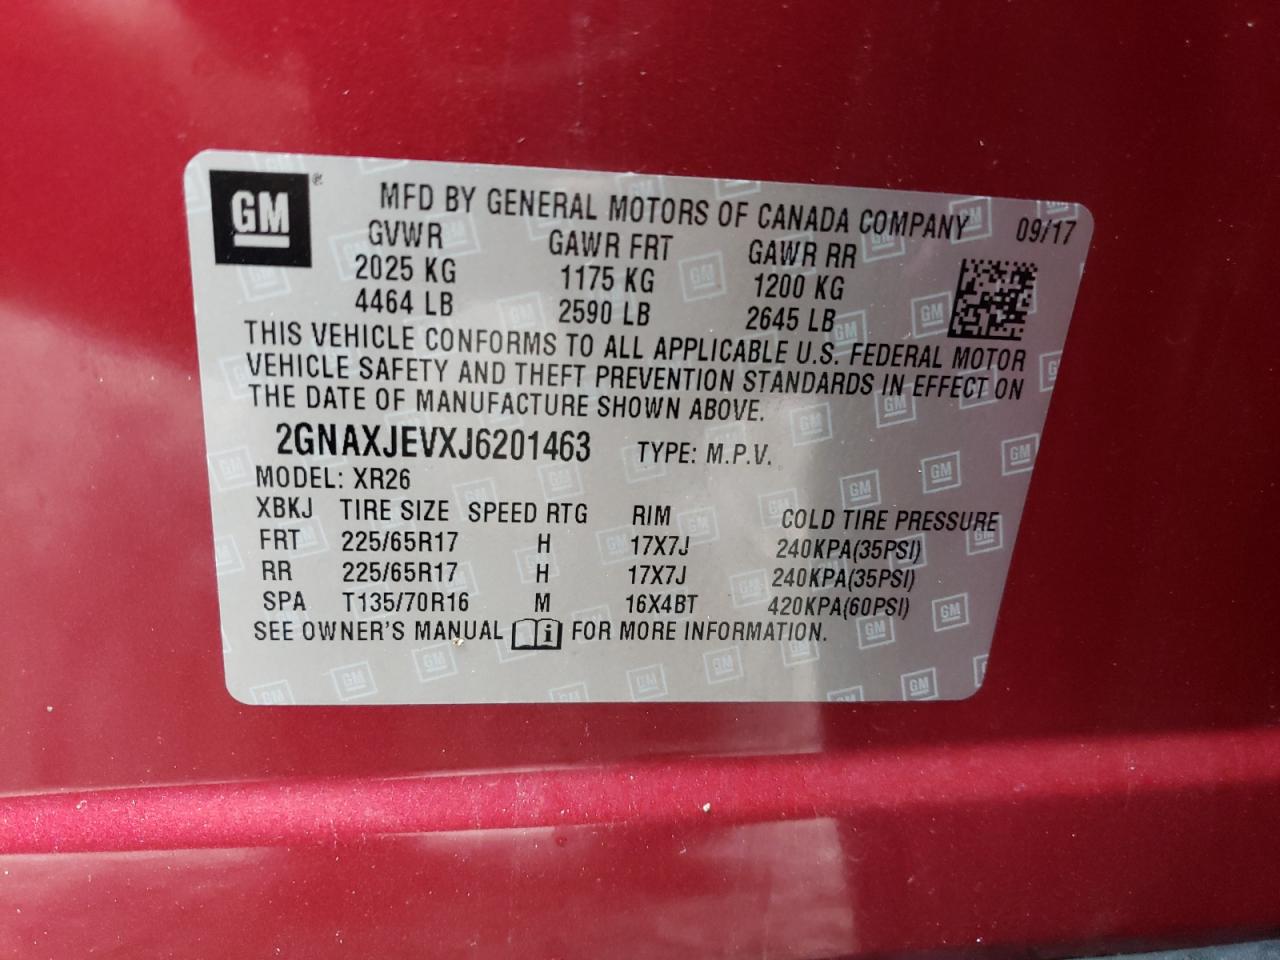 GM ®
MFD BY GENERAL MOTORS OF CANADA COMPANY 09/17
GVWR GAWR FRT GAWR RR
2025 KG 1175 KG 1200 KG
4464 LB 2590 LB 2645 LB
THIS VEHICLE CONFORMS TO ALL APPLICABLE U.S. FEDERAL MOTOR
VEHICLE SAFETY AND THEFT PREVENTION STANDARDS IN EFFECT ON
THE DATE OF MANUFACTURE SHOWN ABOVE.
2GNAXJEVXJ6201463 TYPE: M.P.V.
MODEL: XR26
XBKJ TIRE SIZE SPEED RTG RIM COLD TIRE PRESSURE
FRT 225/65R17 H 17X7J 240KPA(35PSI)
RR 225/65R17 H 17X7J 240KPA(35PSI)
SPA T135/70R16 M 16X4BT 420KPA(60PSI)
SEE OWNER'S MANUAL i FOR MORE INFORMATION.